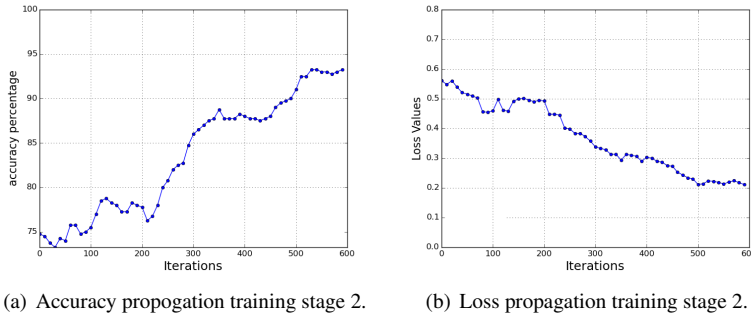 100
95
90
85
80
75
accuracy percentage
0 100 200 300 400 500 600
Iterations
0.8
0.7
0.6
0.5
0.4
0.3
0.2
0.1
0.0
Loss Values
0 100 200 300 400 500 600
Iterations
(a) Accuracy propogation training stage 2.
(b) Loss propagation training stage 2.